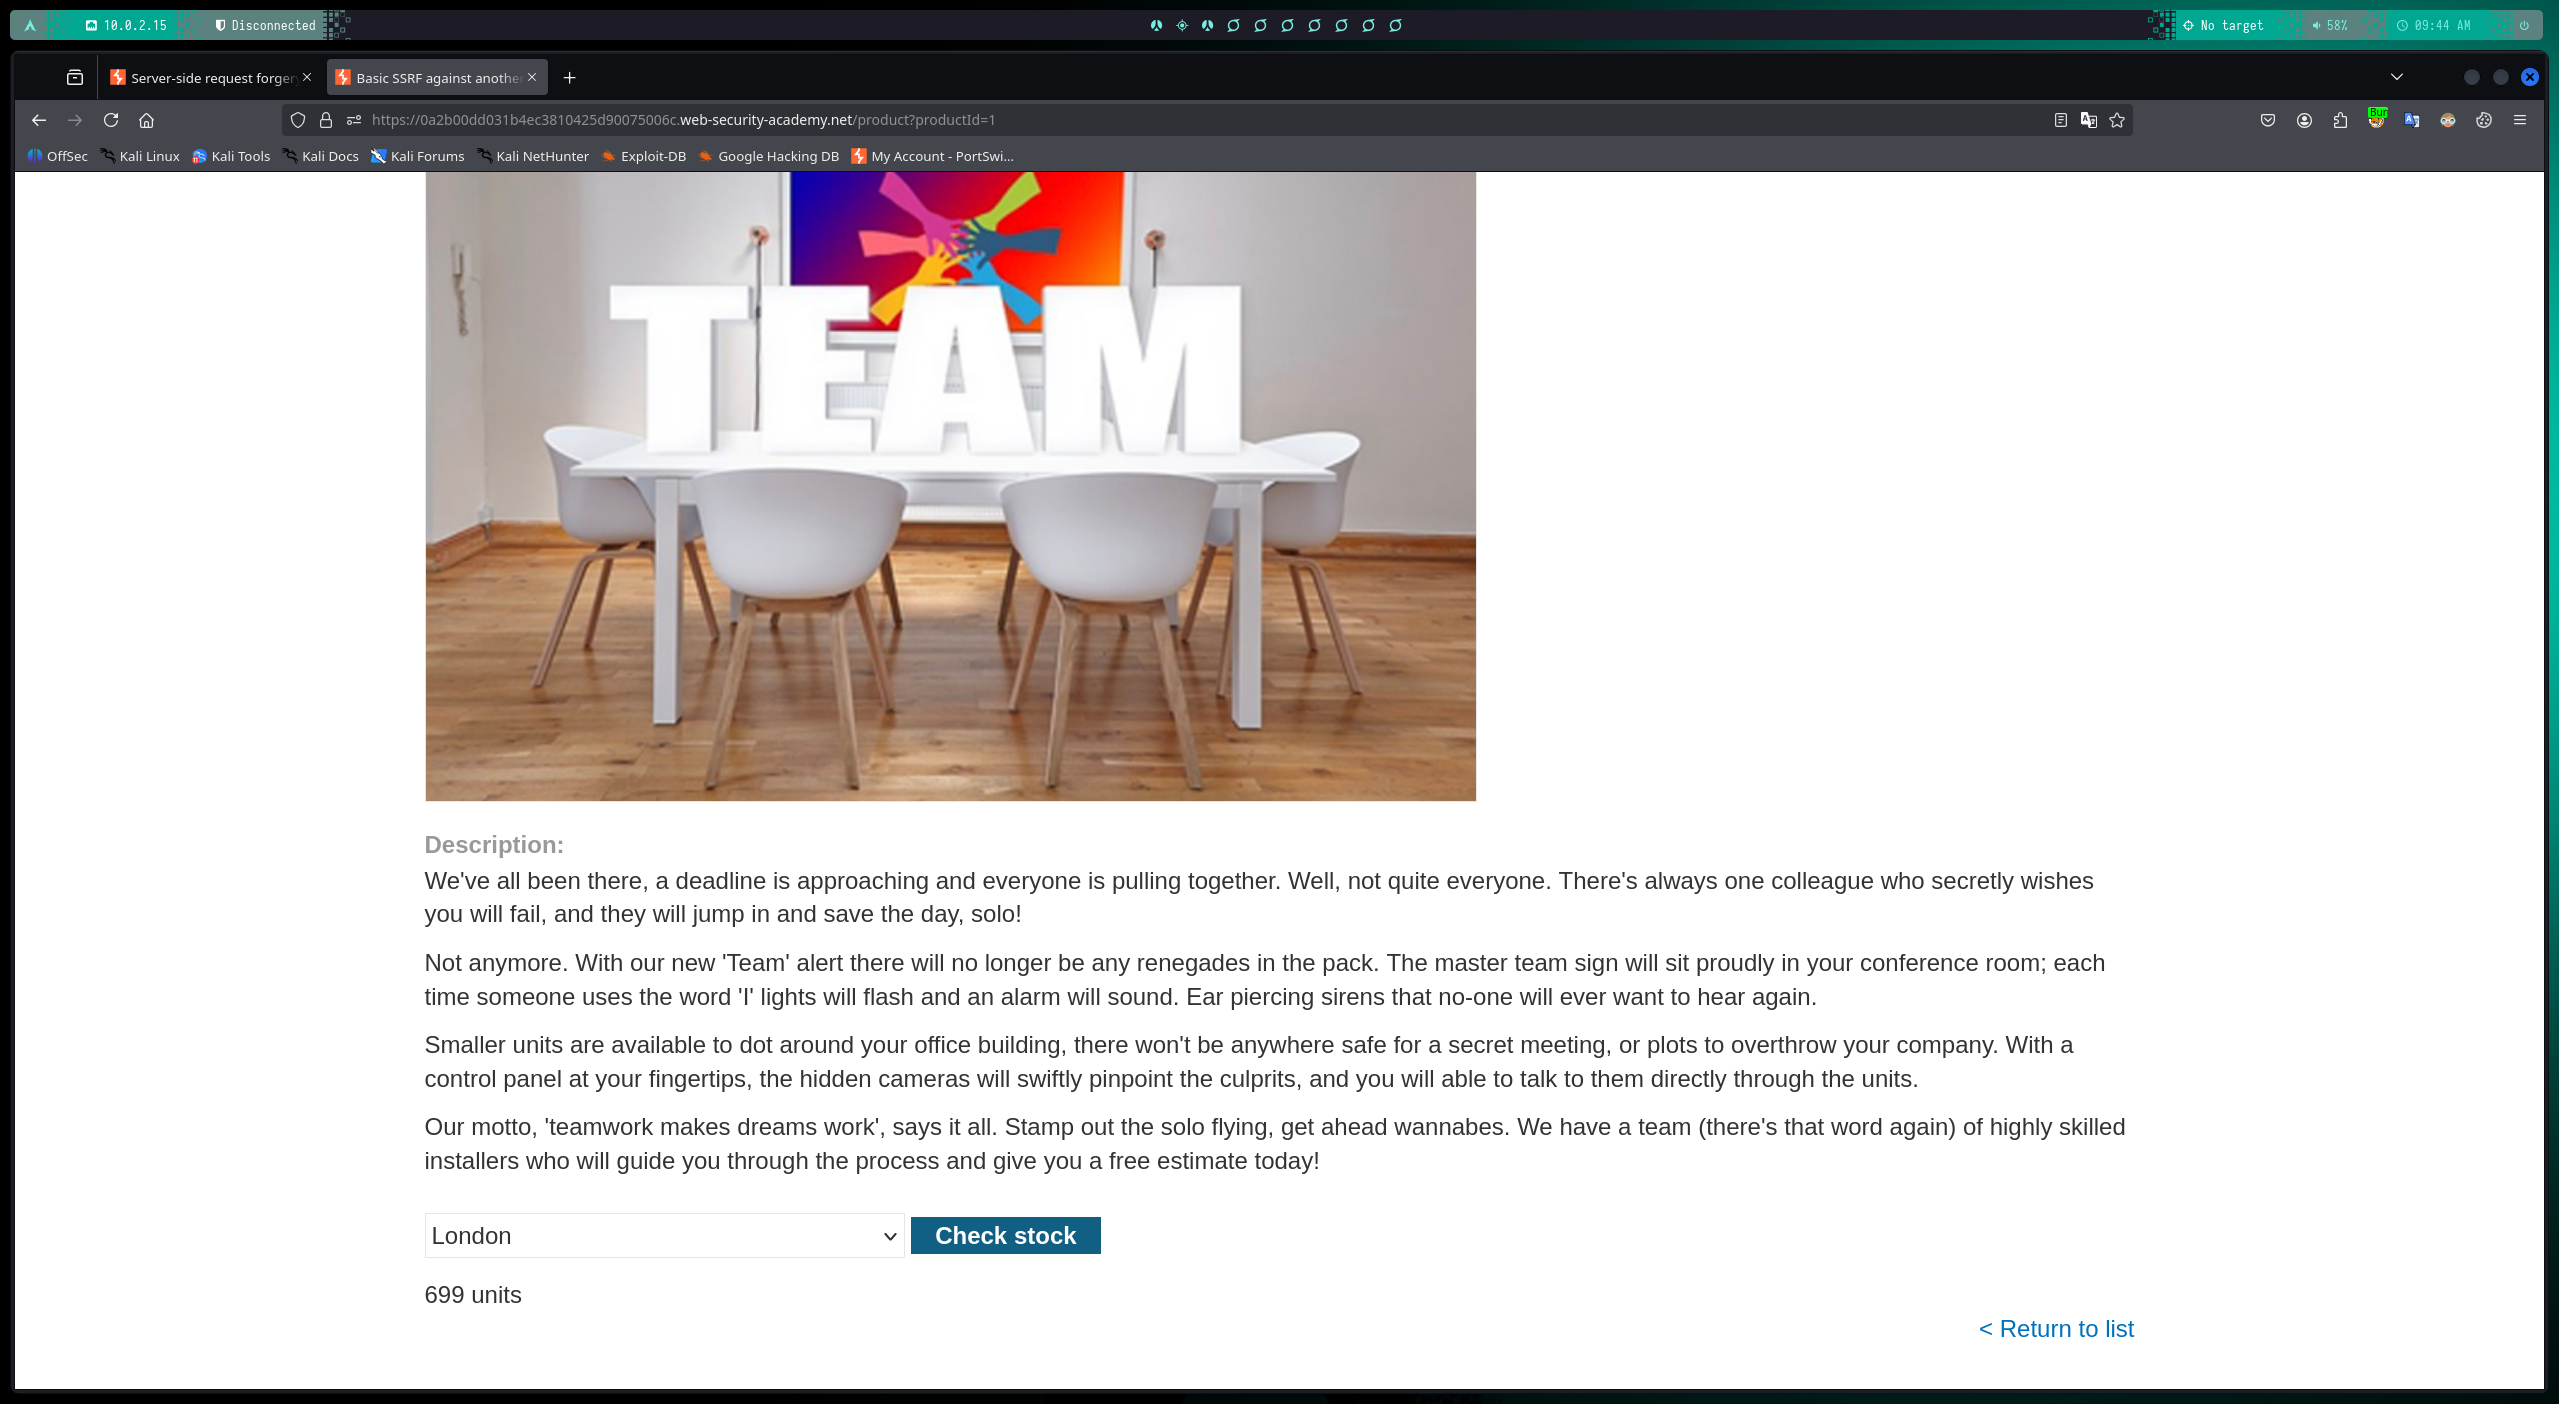 10.0.2.15
Disconnected
No target
58%
09:44 AM
Server-side request forger
Basic SSRF against anothe
https://0a2b00dd031b4ec3810425d90075006c.web-security-academy.net/product?productId=1
Bur
OffSec
Kali Linux
Kali Tools
Kali Docs
Kali Forums
Kali NetHunter
Exploit-DB
Google Hacking DB
My Account - PortSwi...
TEAM
Description:
We've all been there, a deadline is approaching and everyone is pulling together. Well, not quite everyone. There's always one colleague who secretly wishes
you will fail, and they will jump in and save the day, solo!
Not anymore. With our new 'Team' alert there will no longer be any renegades in the pack. The master team sign will sit proudly in your conference room; each
time someone uses the word 'I' lights will flash and an alarm will sound. Ear piercing sirens that no-one will ever want to hear again.
Smaller units are available to dot around your office building, there won't be anywhere safe for a secret meeting, or plots to overthrow your company. With a
control panel at your fingertips, the hidden cameras will swiftly pinpoint the culprits, and you will able to talk to them directly through the units.
Our motto, 'teamwork makes dreams work', says it all. Stamp out the solo flying, get ahead wannabes. We have a team (there's that word again) of highly skilled
installers who will guide you through the process and give you a free estimate today!
London
Check stock
699 units
< Return to list